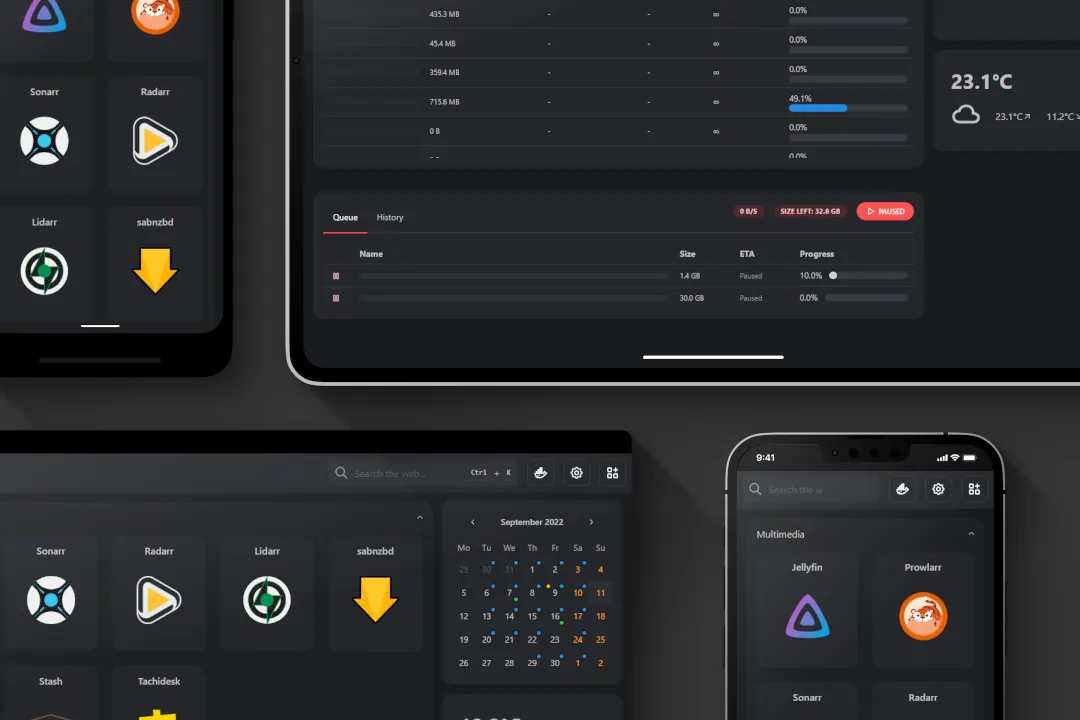 Sonarr Radarr
Lidarr sabnzbd
435.3 MB - - ∞ 0.0%
45.4 MB - - ∞ 0.0%
359.4 MB - - ∞ 0.0%
715.6 MB - - ∞ 49.1%
0 B - - ∞ 0.0%
0.0%
Queue History 0 B/S SIZE LEFT: 32.8 GB PAUSED
Name Size ETA Progress
1.4 GB Paused 10.0%
30.0 GB Paused 0.0%
23.1°C
23.1°C 11.2°C
Search the web... Ctrl + K
Sonarr Radarr Lidarr sabnzbd
Stash Tachidesk
September 2022
Mo Tu We Th Fr Sa Su
29 30 31 1 2 3 4
5 6 7 8 9 10 11
12 13 14 15 16 17 18
19 20 21 22 23 24 25
26 27 28 29 30 1 2
9:41
Search the w
Multimedia
Jellyfin Prowlarr
Sonarr Radarr